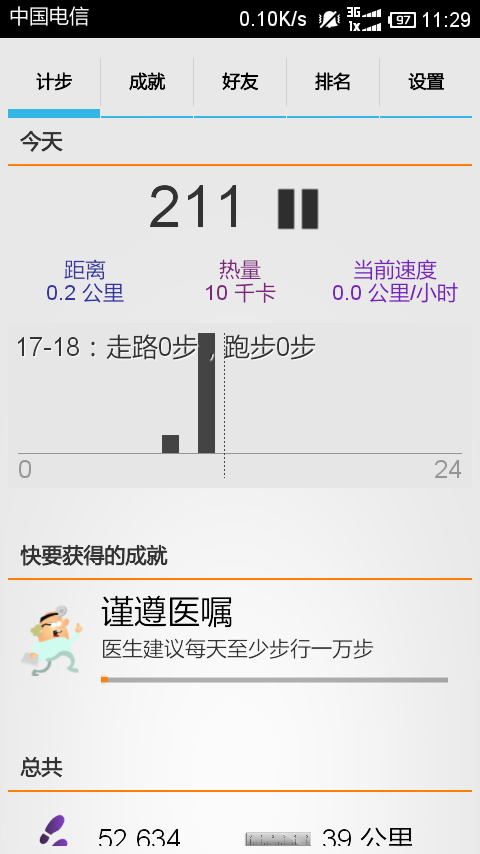 中国电信 0.10K/s 3G 1X 97 11:29
计步 成就 好友 排名 设置
今天
211
距离 热量 当前速度
0.2 公里 10 千卡 0.0 公里/小时
17-18：走路0步，跑步0步
0 24
快要获得的成就
谨遵医嘱
医生建议每天至少步行一万步
总共
52,634 39 公里